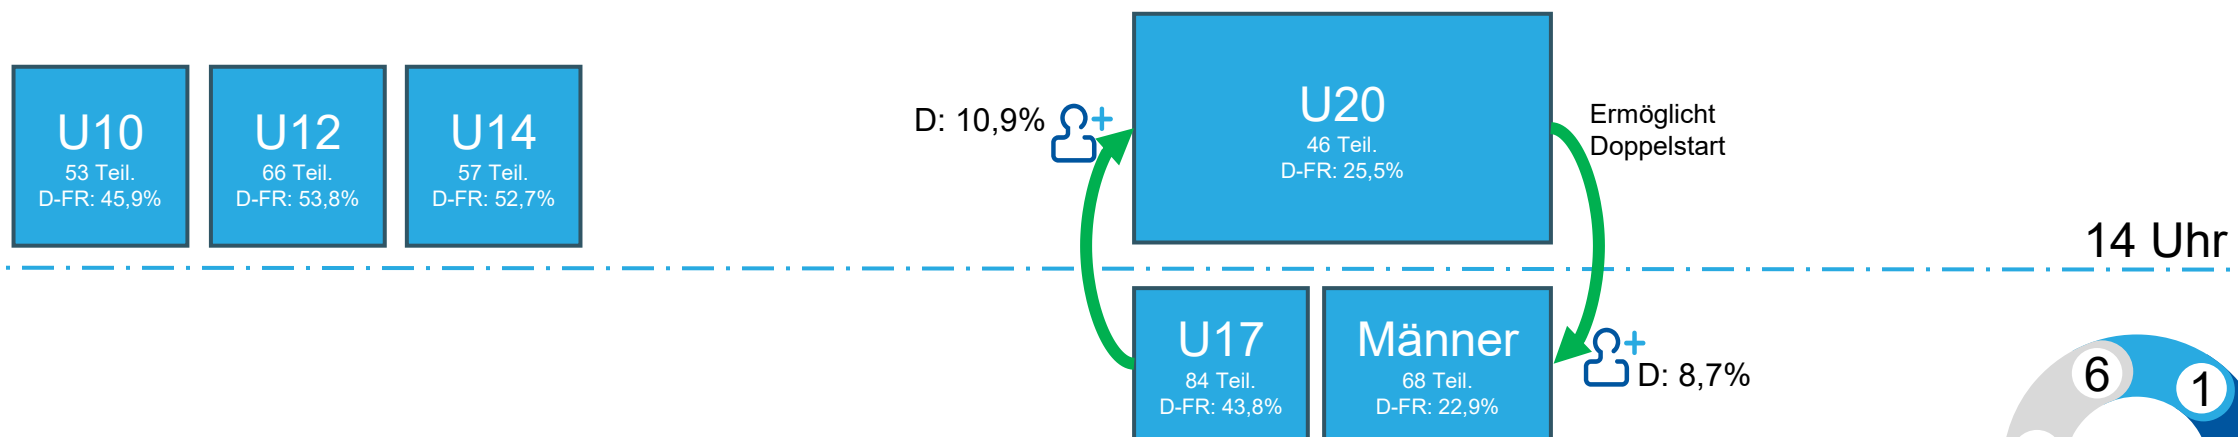 U10
53 Teil.
D-FR: 45,9%
U12
66 Teil.
D-FR: 53,8%
U14
57 Teil.
D-FR: 52,7%
D: 10,9%
U20
46 Teil.
D-FR: 25,5%
Ermöglicht
Doppelstart
14 Uhr
U17
84 Teil.
D-FR: 43,8%
Männer
68 Teil.
D-FR: 22,9%
D: 8,7%
6
1